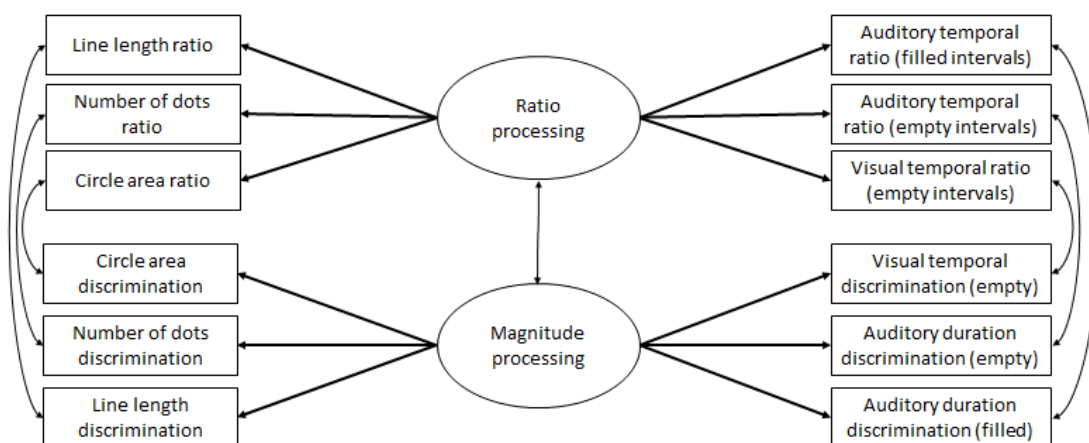 Line length ratio
Number of dots
ratio
Circle area ratio
Circle area
discrimination
Number of dots
discrimination
Line length
discrimination
Ratio
processing
Magnitude
processing
Auditory temporal
ratio (filled intervals)
Auditory temporal
ratio (empty intervals)
Visual temporal ratio
(empty intervals)
Visual temporal
discrimination (empty)
Auditory duration
discrimination (empty)
Auditory duration
discrimination (filled)